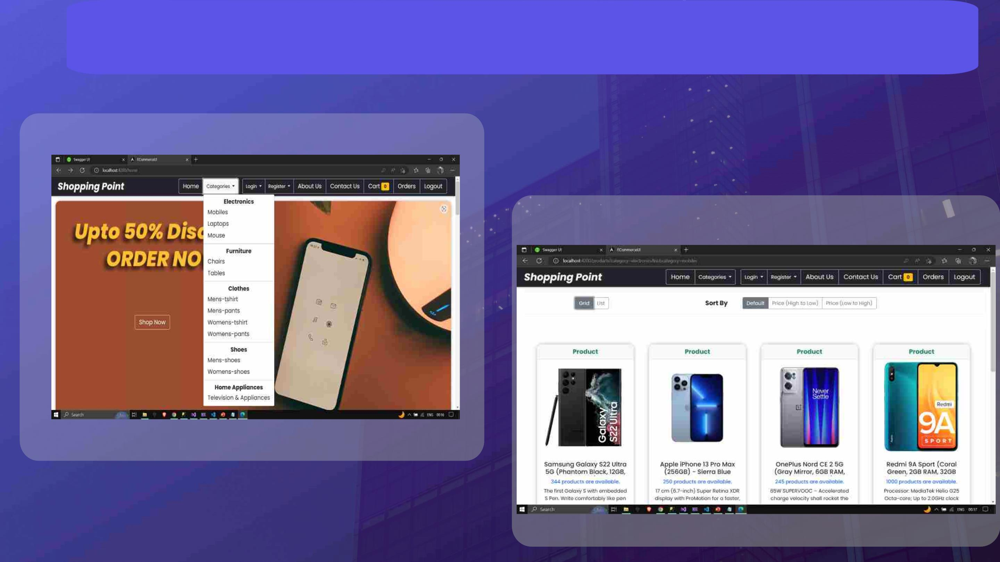 Swagger UI
ECommerceUI
localhost:4200/home
Shopping Point
Home
Categories
Login
Register
About Us
Contact Us
Cart 0
Orders
Logout
Electronics
Mobiles
Laptops
Mouse
Furniture
Chairs
Tables
Clothes
Mens-tshirt
Mens-pants
Womens-tshirt
Womens-pants
Shoes
Mens-shoes
Womens-shoes
Home Appliances
Television & Appliances
Upto 50% Disc
ORDER NO
Shop Now
Search
ENG
00:16
Swagger UI
ECommerceUI
Shopping Point
Home
Categories
Login
Register
About Us
Contact Us
Cart 0
Orders
Logout
Grid
List
Sort By
Default
Price (High to Low)
Price (Low to High)
Product
Product
Product
Product
Galaxy
S22 Ultra
Never
Settle
Redmi
9A
SPORT
Samsung Galaxy S22 Ultra
5G (Phantom Black, 12GB,
344 products are available.
The first Galaxy S with embedded
S Pen. Write comfortably like pen
Apple iPhone 13 Pro Max
(256GB) - Sierra Blue
250 products are available.
17 cm (6.7-inch) Super Retina XDR
display with ProMotion for a faster,
OnePlus Nord CE 2 5G
(Gray Mirror, 6GB RAM,
245 products are available.
65W SUPERVOOC – Accelerated
charge velocity shall rocket the
Redmi 9A Sport (Coral
Green, 2GB RAM, 32GB
1000 products are available.
Processor: MediaTek Helio G25
Octa-core; Up to 2.0GHz clock
Search
ENG
00:17